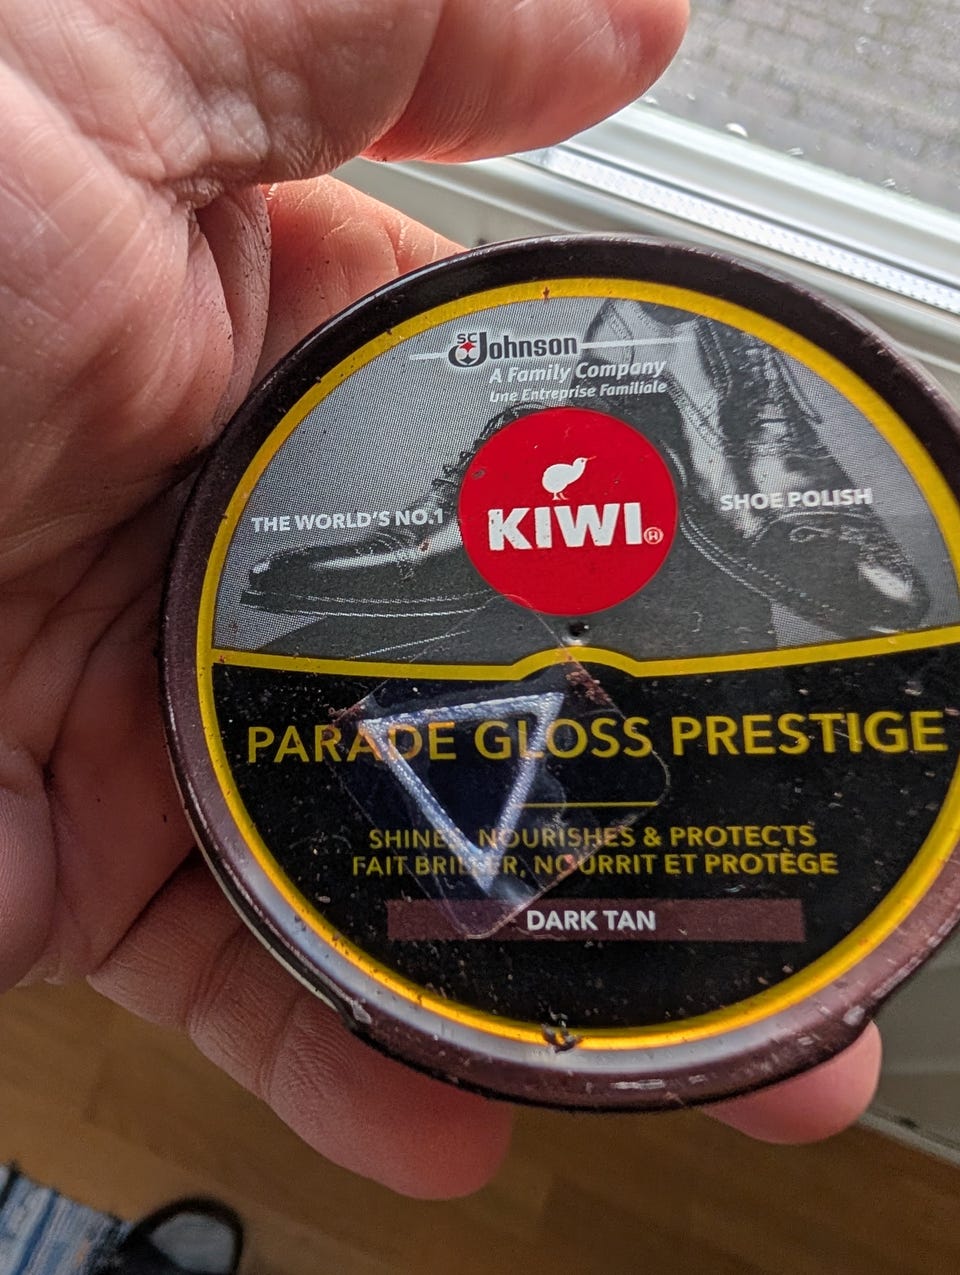 SC Johnson
A Family Company
Une Entreprise Familiale
THE WORLD'S NO.1
KIWI®
SHOE POLISH
PARADE GLOSS PRESTIGE
SHINES, NOURISHES & PROTECTS
FAIT BRILLER, NOURRIT ET PROTÈGE
DARK TAN